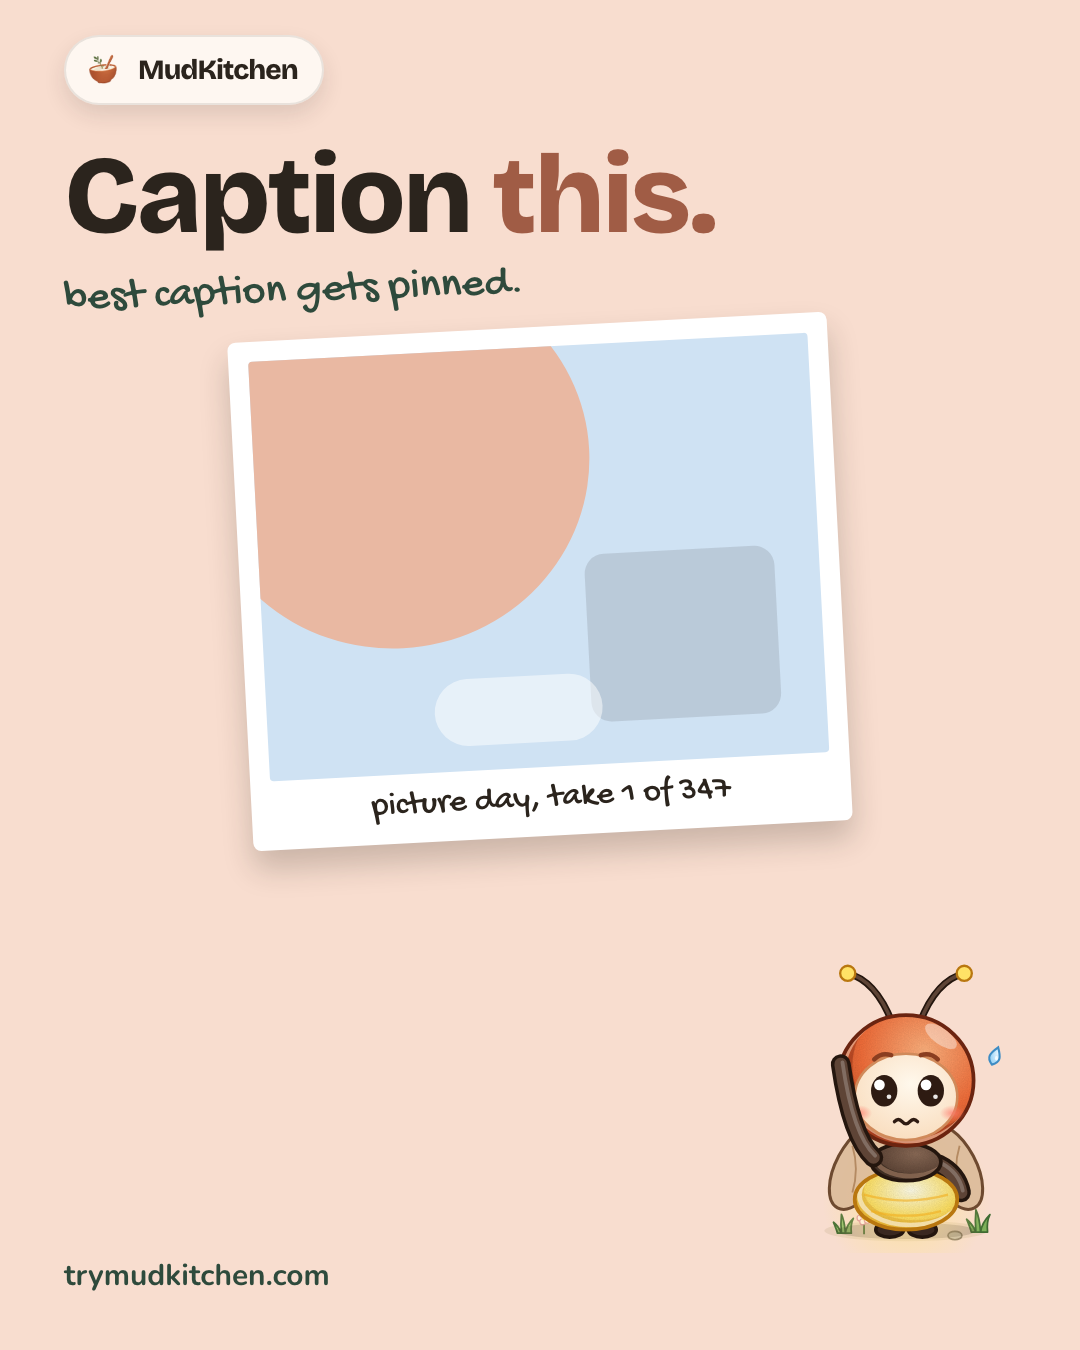 MudKitchen
Caption this.
best caption gets pinned.
picture day, take 1 of 347
trymudkitchen.com